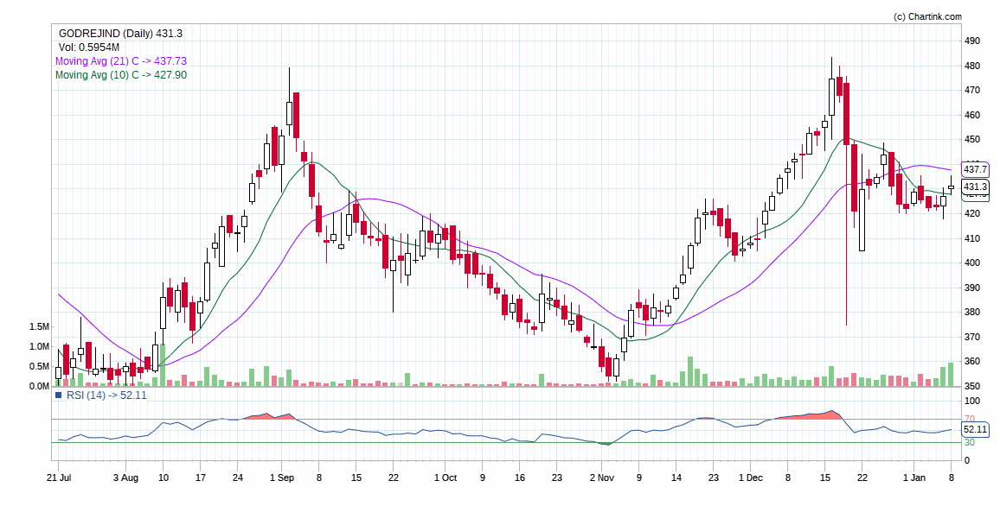 (c) Chartink.com
GODREJIND (Daily) 431.3
Vol: 0.5954M
Moving Avg (21) C -> 437.73
Moving Avg (10) C -> 427.90
490
480
470
460
450
437.7
431.3
420
410
400
390
380
370
360
350
1.5M
1.0M
0.5M
0.0M
RSI (14) -> 52.11
100
70
52.11
30
0
21 Jul 3 Aug 10 17 24 1 Sep 8 15 22 1 Oct 9 16 23 2 Nov 9 14 23 1 Dec 8 15 22 1 Jan 8